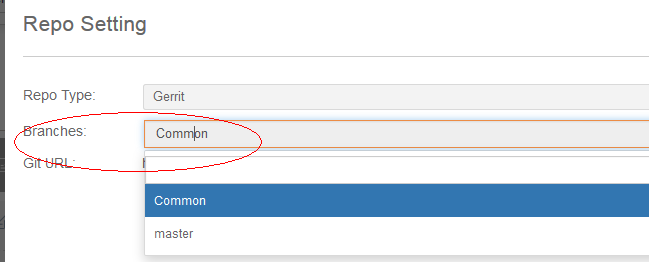 Repo Setting
Repo Type: Gerrit
Branches: Common
Git URL:
Common
master